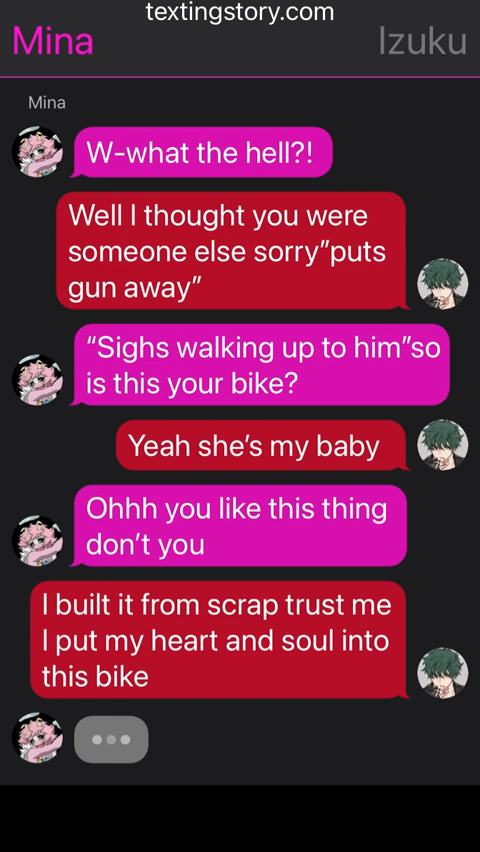 textingstory.com
Mina Izuku
Mina
W-what the hell?!
Well I thought you were
someone else sorry”puts
gun away”
“Sighs walking up to him”so
is this your bike?
Yeah she’s my baby
Ohhh you like this thing
don’t you
I built it from scrap trust me
I put my heart and soul into
this bike